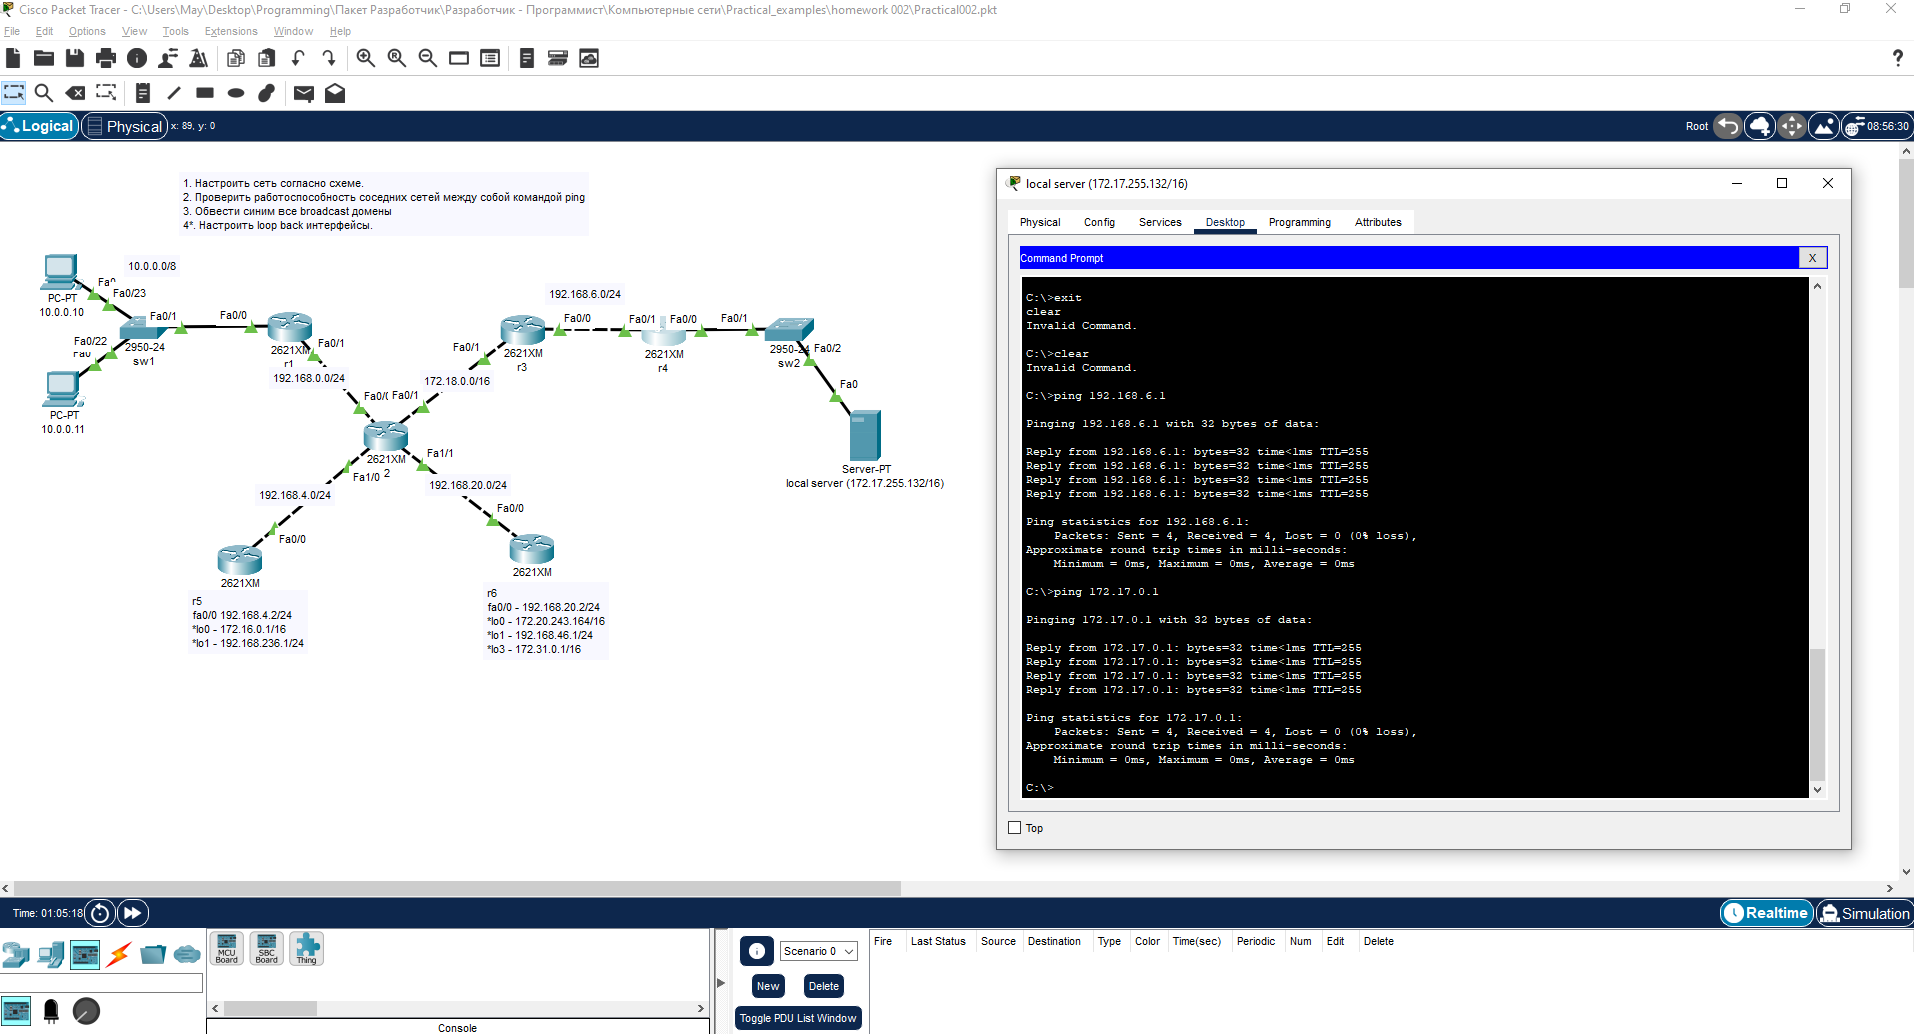 Cisco Packet Tracer - C:\Users\May\Desktop\Programming\Пакет Разработчик\Разработчик - Программист\Компьютерные сети\Practical_examples\homework 002\Practical002.pkt
File Edit Options View Tools Extensions Window Help
?
Logical Physical x: 89, y: 0
Root 08:56:30
1. Настроить сеть согласно схеме.
2. Проверить работоспособность соседних сетей между собой командой ping
3. Обвести синим все broadcast домены
4*. Настроить loop back интерфейсы.
10.0.0.0/8
Fa0/23
PC-PT
10.0.0.10
Fa0/1
Fa0/0
Fa0/22
2950-24
sw1
PC-PT
10.0.0.11
2621XM
r1
Fa0/1
192.168.0.0/24
192.168.6.0/24
Fa0/0
Fa0/1
2621XM
r3
172.18.0.0/16
Fa0/1
Fa0/0
2621XM
r4
Fa0/1
2950-24
sw2
Fa0/2
Fa0
Server-PT
local server (172.17.255.132/16)
Fa0/1
2621XM
2
Fa1/0
Fa1/1
192.168.4.0/24
192.168.20.0/24
Fa0/0
2621XM
Fa0/0
2621XM
r5
fa0/0 192.168.4.2/24
*lo0 - 172.16.0.1/16
*lo1 - 192.168.236.1/24
r6
fa0/0 - 192.168.20.2/24
*lo0 - 172.20.243.164/16
*lo1 - 192.168.46.1/24
*lo3 - 172.31.0.1/16
local server (172.17.255.132/16)
Physical Config Services Desktop Programming Attributes
Command Prompt X
C:\>exit
clear
Invalid Command.
C:\>clear
Invalid Command.
C:\>ping 192.168.6.1
Pinging 192.168.6.1 with 32 bytes of data:
Reply from 192.168.6.1: bytes=32 time<1ms TTL=255
Reply from 192.168.6.1: bytes=32 time<1ms TTL=255
Reply from 192.168.6.1: bytes=32 time<1ms TTL=255
Reply from 192.168.6.1: bytes=32 time<1ms TTL=255
Ping statistics for 192.168.6.1:
Packets: Sent = 4, Received = 4, Lost = 0 (0% loss),
Approximate round trip times in milli-seconds:
Minimum = 0ms, Maximum = 0ms, Average = 0ms
C:\>ping 172.17.0.1
Pinging 172.17.0.1 with 32 bytes of data:
Reply from 172.17.0.1: bytes=32 time<1ms TTL=255
Reply from 172.17.0.1: bytes=32 time<1ms TTL=255
Reply from 172.17.0.1: bytes=32 time<1ms TTL=255
Reply from 172.17.0.1: bytes=32 time<1ms TTL=255
Ping statistics for 172.17.0.1:
Packets: Sent = 4, Received = 4, Lost = 0 (0% loss),
Approximate round trip times in milli-seconds:
Minimum = 0ms, Maximum = 0ms, Average = 0ms
C:\>
Top
Time: 01:05:18
Realtime Simulation
MCU Board
SBC Board
Thing
Console
Scenario 0
New Delete
Toggle PDU List Window
Fire Last Status Source Destination Type Color Time(sec) Periodic Num Edit Delete